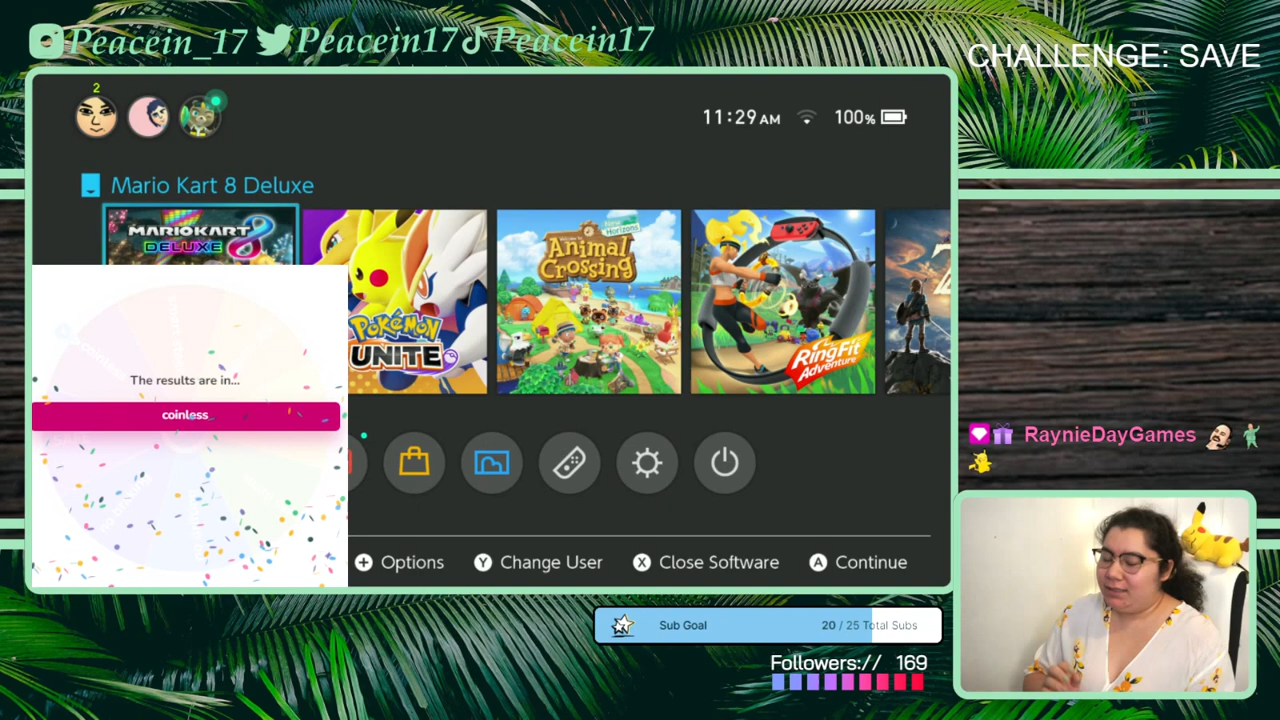 Peacein_17 Peacein17 Peacein17
CHALLENGE: SAVE
2
11:29 AM 100%
Mario Kart 8 Deluxe
MARIOKART 8
DELUXE
POKÉMON
UNITE
Animal
Crossing
Horizons
RingFit
Adventure
The results are in...
coinless
RaynieDayGames
+ Options Y Change User X Close Software A Continue
Sub Goal 20 / 25 Total Subs
Followers:// 169